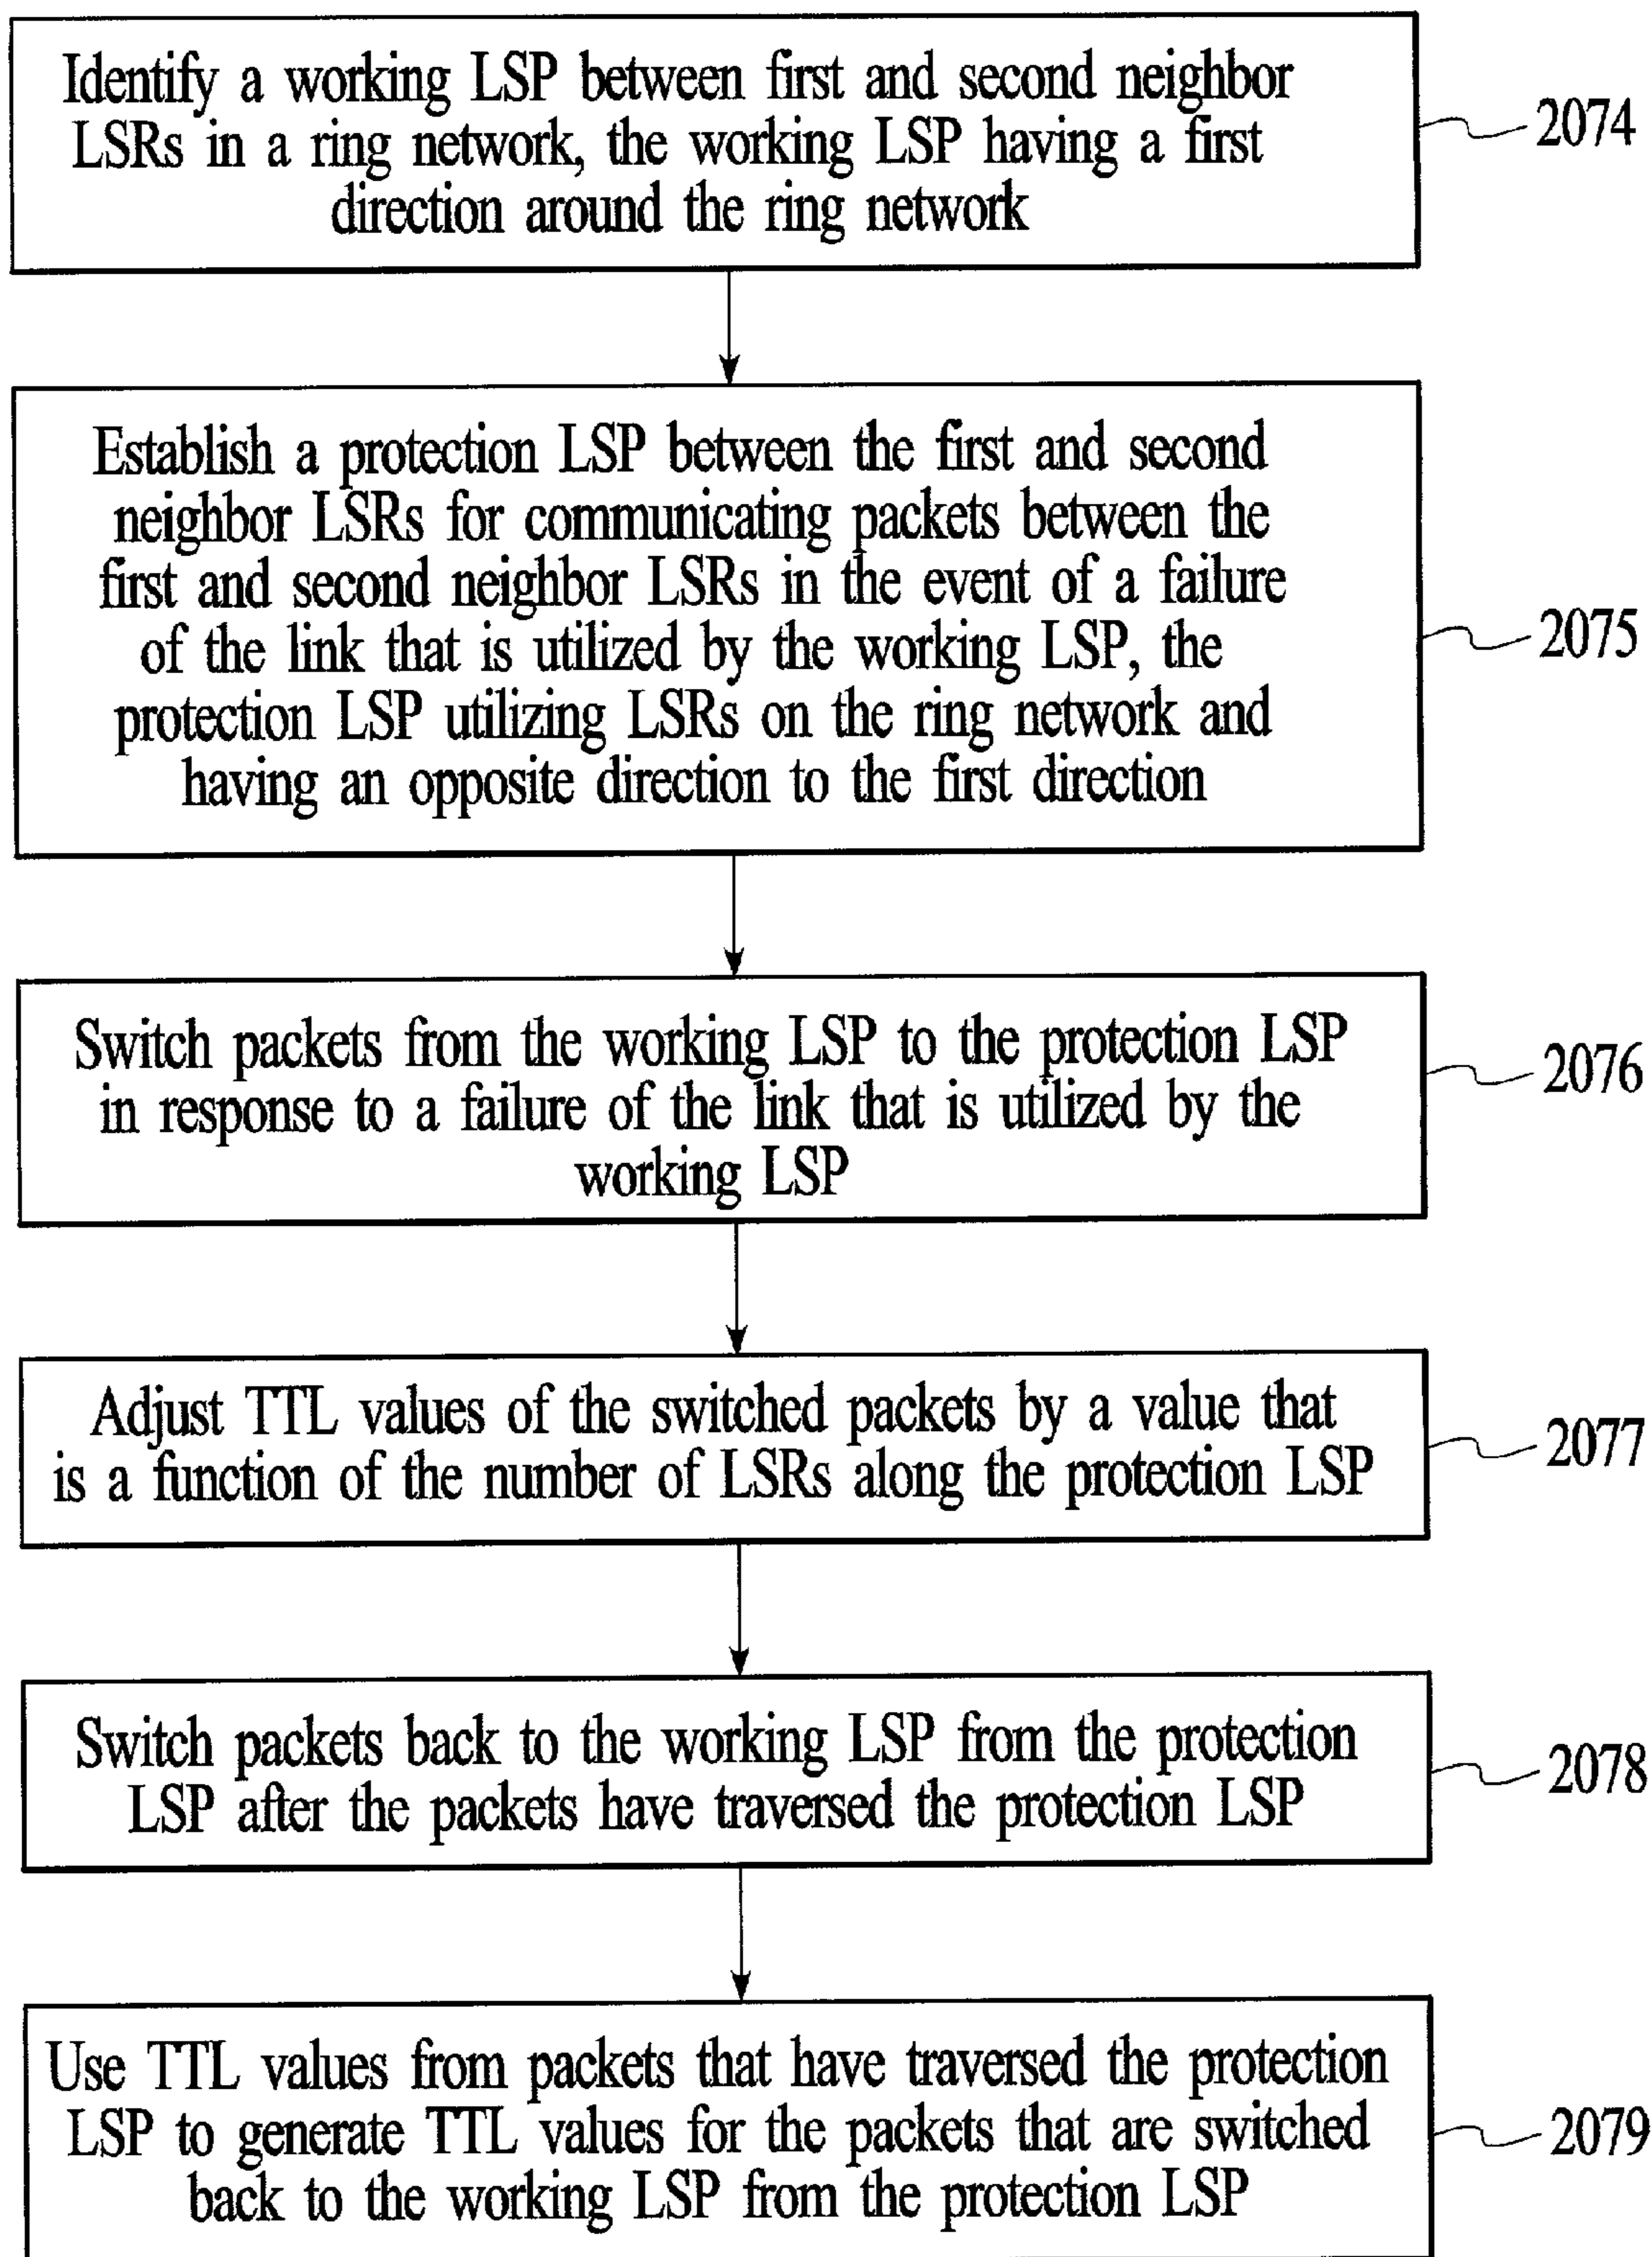 Identify a working LSP between first and second neighbor
LSRs in a ring network, the working LSP having a first
direction around the ring network
2074
Establish a protection LSP between the first and second
neighbor LSRs for communicating packets between the
first and second neighbor LSRs in the event of a failure
of the link that is utilized by the working LSP, the
protection LSP utilizing LSRs on the ring network and
having an opposite direction to the first direction
2075
Switch packets from the working LSP to the protection LSP
in response to a failure of the link that is utilized by the
working LSP
2076
Adjust TTL values of the switched packets by a value that
is a function of the number of LSRs along the protection LSP
2077
Switch packets back to the working LSP from the protection
LSP after the packets have traversed the protection LSP
2078
Use TTL values from packets that have traversed the protection
LSP to generate TTL values for the packets that are switched
back to the working LSP from the protection LSP
2079